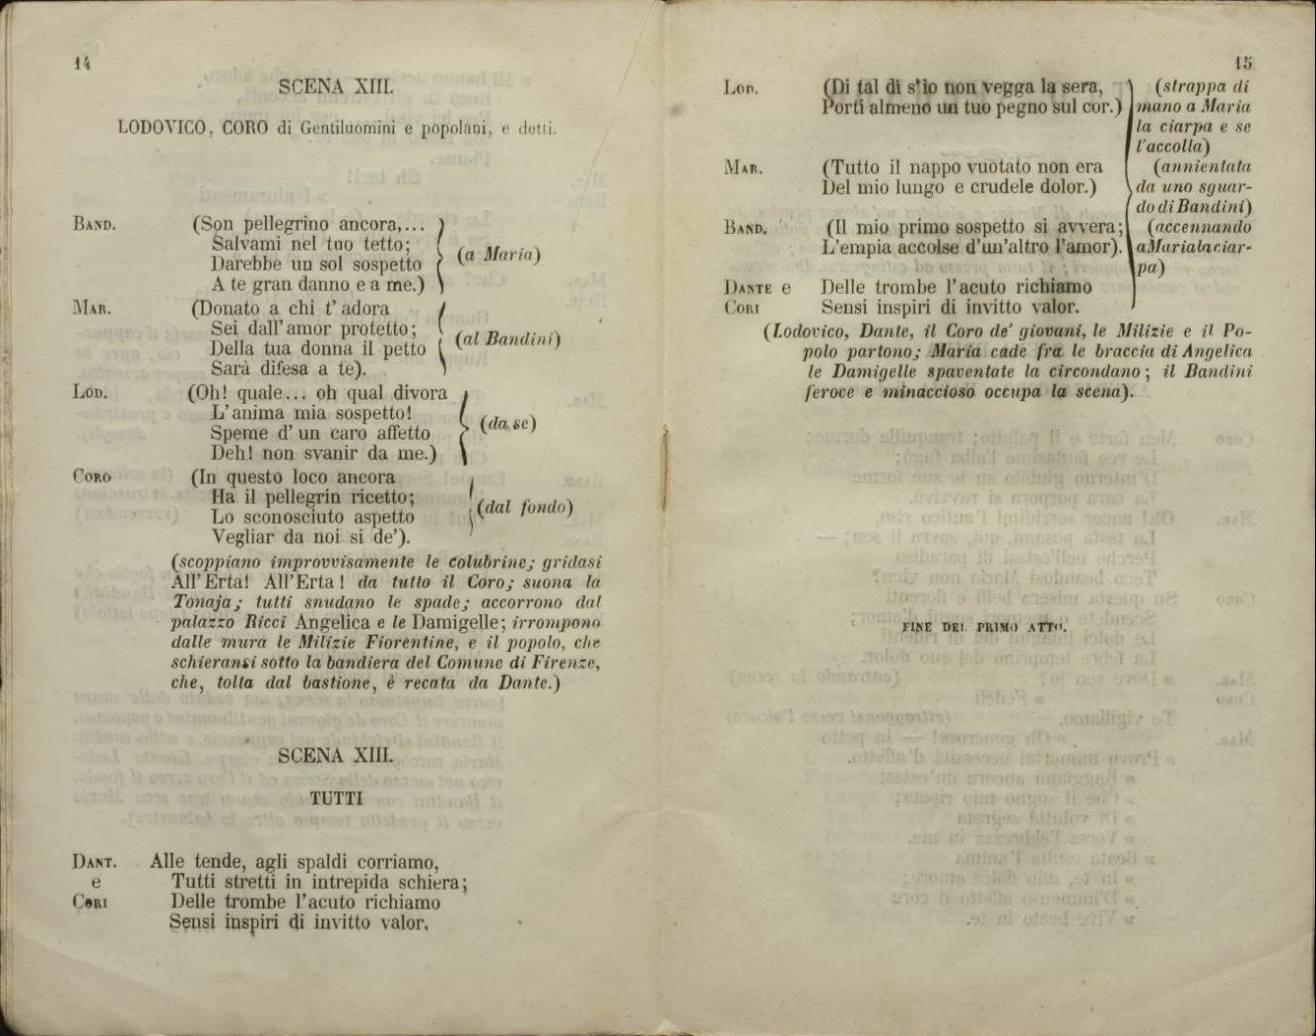 14
SCENA XIII.
LODOVICO, CORO di Gentiluomini e popolani, e detti.
BAND. (Son pellegrino ancora,...
Salvami nel tuo tetto;
Darebbe un sol sospetto
A te gran danno e a me.)
(a Maria)
MAR. (Donato a chi t'adora
Sei dall'amor protetto;
Della tua donna il petto
Sarà difesa a te).
(al Bandini)
LOD. (Oh! quale... oh qual divora
L'anima mia sospetto!
Speme d'un caro affetto
Deh! non svanir da me.)
(da se)
CORO (In questo loco ancora
Ha il pellegrin ricetto;
Lo sconosciuto aspetto
Vegliar da noi si de').
(dal fondo)
(scoppiano improvvisamente le colubrine; gridasi
All'Erta! All'Erta! da tutto il Coro; suona la
Tonaja; tutti snudano le spade; accorrono dal
palazzo Ricci Angelica e le Damigelle; irrompono
dalle mura le Milizie Fiorentine, e il popolo, che
schieransi sotto la bandiera del Comune di Firenze,
che, tolta dal bastione, è recata da Dante.)
SCENA XIII.
TUTTI
DANT. Alle tende, agli spaldi corriamo,
e Tutti stretti in intrepida schiera;
CORI Delle trombe l'acuto richiamo
Sensi inspiri di invitto valor.
15
LOD. (Di tal dì s'io non vegga la sera,
Porti almeno un tuo pegno sul cor.)
(strappa di
mano a Maria
la ciarpa e se
l'accolla)
MAR. (Tutto il nappo vuotato non era
Del mio lungo e crudele dolor.)
(annientata
da uno sguar-
do di Bandini)
BAND. (Il mio primo sospetto si avvera;
L'empia accolse d'un'altro l'amor).
(accennando
a Maria la ciar-
pa)
DANTE e Delle trombe l'acuto richiamo
CORI Sensi inspiri di invitto valor.
(Lodovico, Dante, il Coro de' giovani, le Milizie e il Po-
polo partono; Maria cade fra le braccia di Angelica
le Damigelle spaventate la circondano; il Bandini
feroce e minaccioso occupa la scena).
FINE DEL PRIMO ATTO.